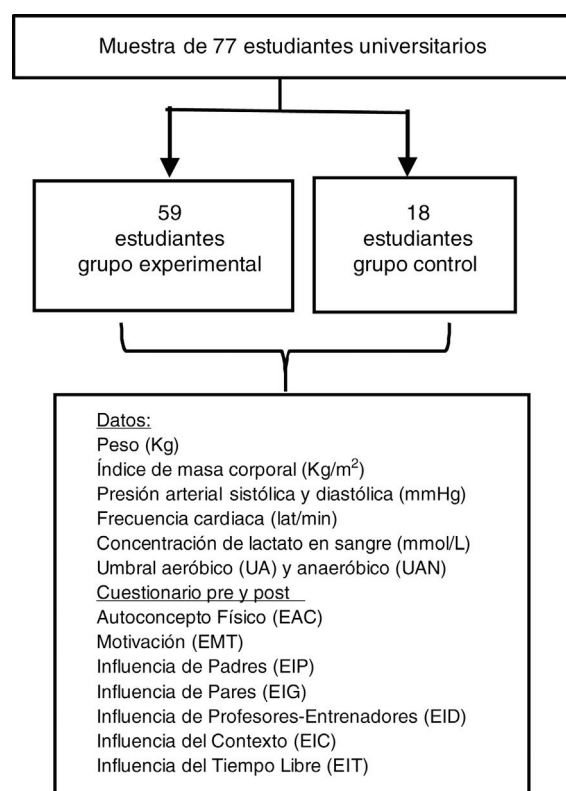 Muestra de 77 estudiantes universitarios
59
estudiantes
grupo experimental
18
estudiantes
grupo control
Datos:
Peso (Kg)
Índice de masa corporal (Kg/m²)
Presión arterial sistólica y diastólica (mmHg)
Frecuencia cardiaca (lat/min)
Concentración de lactato en sangre (mmol/L)
Umbral aeróbico (UA) y anaeróbico (UAN)
Cuestionario pre y post
Autoconcepto Físico (EAC)
Motivación (EMT)
Influencia de Padres (EIP)
Influencia de Pares (EIG)
Influencia de Profesores-Entrenadores (EID)
Influencia del Contexto (EIC)
Influencia del Tiempo Libre (EIT)